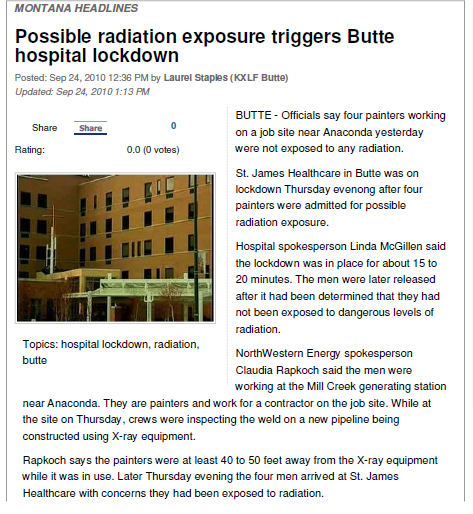 MONTANA HEADLINES
Possible radiation exposure triggers Butte
hospital lockdown
Posted: Sep 24, 2010 12:36 PM by Laurel Staples (KXLF Butte)
Updated: Sep 24, 2010 1:13 PM
Share Share 0
Rating: 0.0 (0 votes)
BUTTE - Officials say four painters working
on a job site near Anaconda yesterday
were not exposed to any radiation.
St. James Healthcare in Butte was on
lockdown Thursday evenong after four
painters were admitted for possible
radiation exposure.
Hospital spokesperson Linda McGillen said
the lockdown was in place for about 15 to
20 minutes. The men were later released
after it had been determined that they had
not been exposed to dangerous levels of
radiation.
Topics: hospital lockdown, radiation,
butte
NorthWestern Energy spokesperson
Claudia Rapkoch said the men were
working at the Mill Creek generating station
near Anaconda. They are painters and work for a contractor on the job site. While at
the site on Thursday, crews were inspecting the weld on a new pipeline being
constructed using X-ray equipment.
Rapkoch says the painters were at least 40 to 50 feet away from the X-ray equipment
while it was in use. Later Thursday evening the four men arrived at St. James
Healthcare with concerns they had been exposed to radiation.